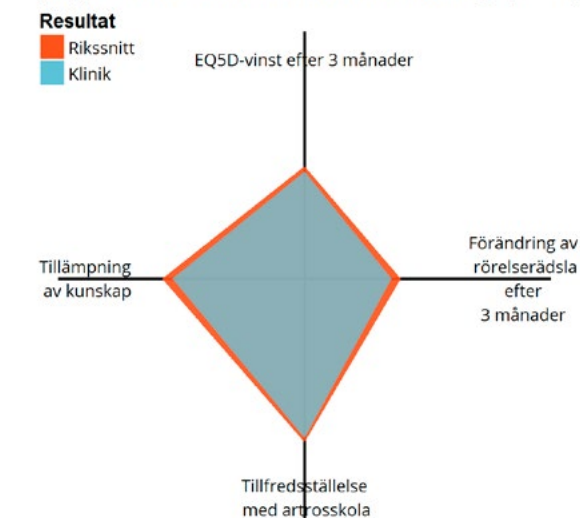 Resultat
Rikssnitt
Klinik
EQ5D-vinst efter 3 månader
Tillämpning
av kunskap
Förändring av
rörelserädsla
efter
3 månader
Tillfredsställelse
med artrosskola